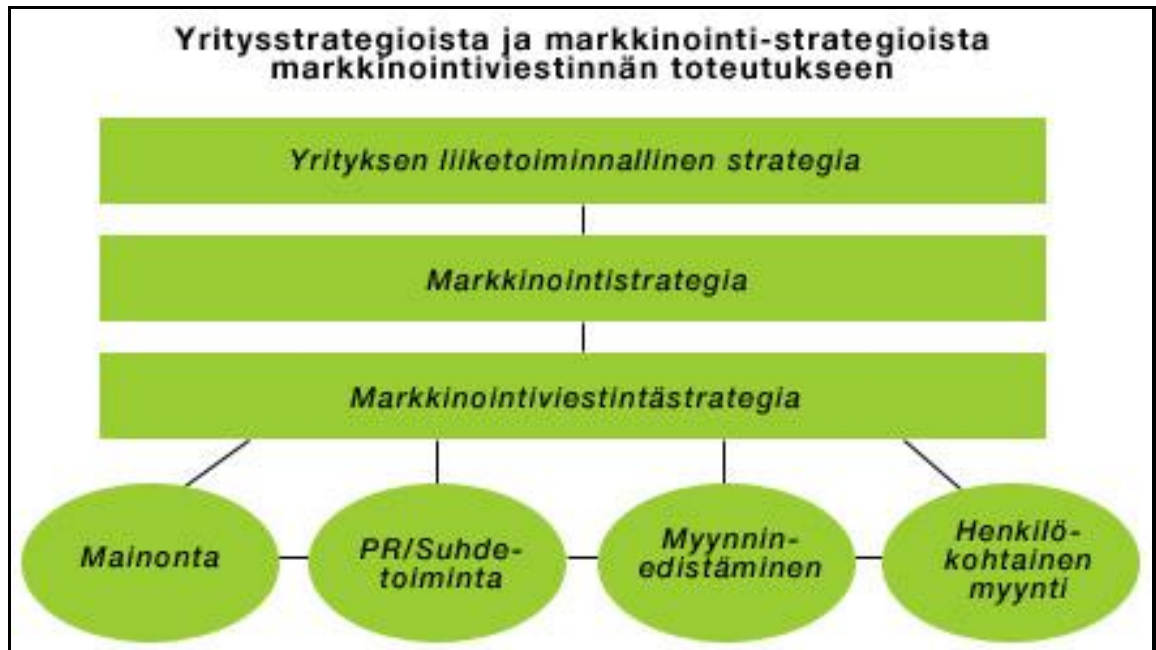 Yritysstrategioista ja markkinointi-strategioista
markkinointiviestinnän toteutukseen
Yrityksen liiketoiminnallinen strategia
Markkinointistrategia
Markkinointiviestintästrategia
Mainonta
PR/Suhde-
toiminta
Myynnin-
edistäminen
Henkilö-
kohtainen
myynti